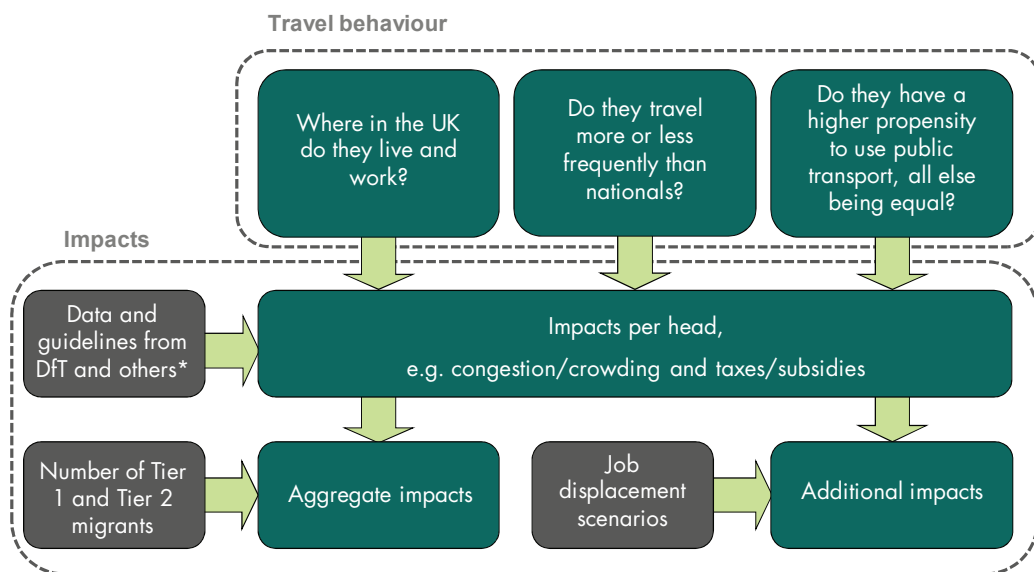 Travel behaviour
Where in the UK
do they live and
work?
Do they travel
more or less
frequently than
nationals?
Do they have a
higher propensity
to use public
transport, all else
being equal?
Impacts
Data and
guidelines from
DfT and others*
Impacts per head,
e.g. congestion/crowding and taxes/subsidies
Number of Tier
1 and Tier 2
migrants
Aggregate impacts
Job
displacement
scenarios
Additional impacts